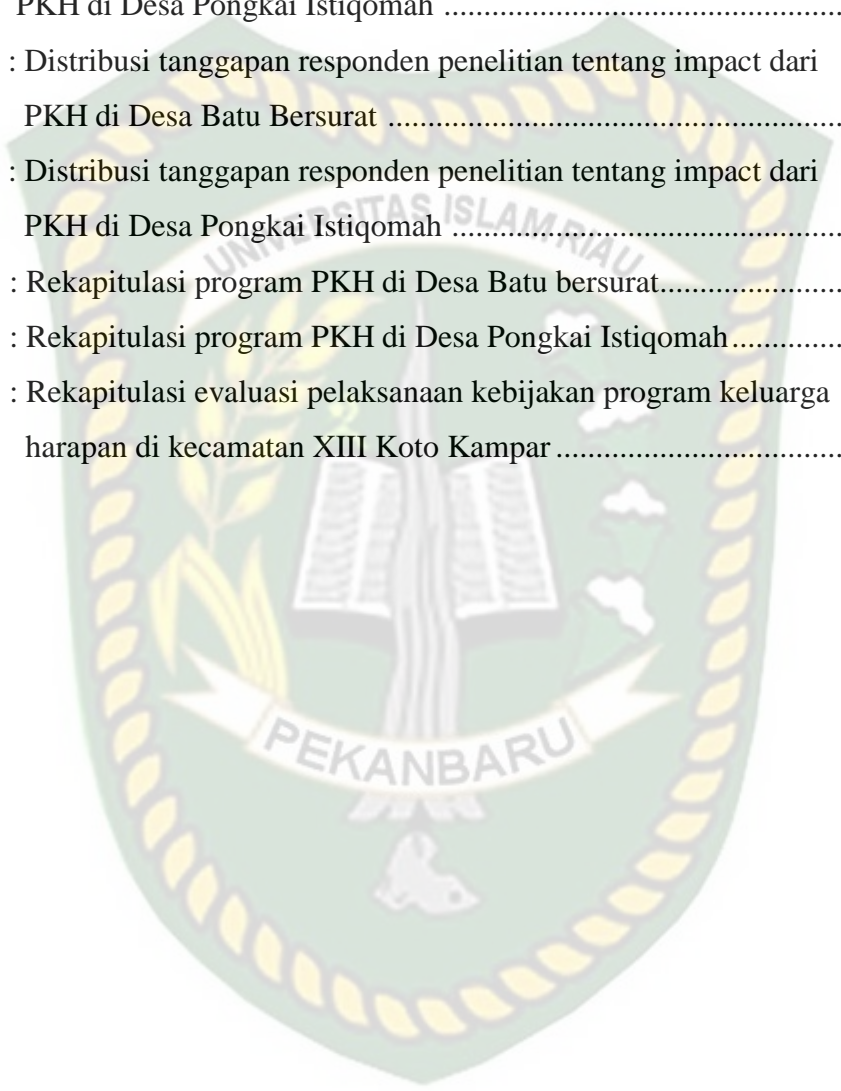 PKH di Desa Pongkai Istiqomah ..................................................
: Distribusi tanggapan responden penelitian tentang impact dari
PKH di Desa Batu Bersurat .........................................................
: Distribusi tanggapan responden penelitian tentang impact dari
PKH di Desa Pongkai Istiqomah .................................................
: Rekapitulasi program PKH di Desa Batu bersurat.......................
: Rekapitulasi program PKH di Desa Pongkai Istiqomah..............
: Rekapitulasi evaluasi pelaksanaan kebijakan program keluarga
harapan di kecamatan XIII Koto Kampar ....................................
UNIVERSITAS ISLAM RIAU
PEKANBARU